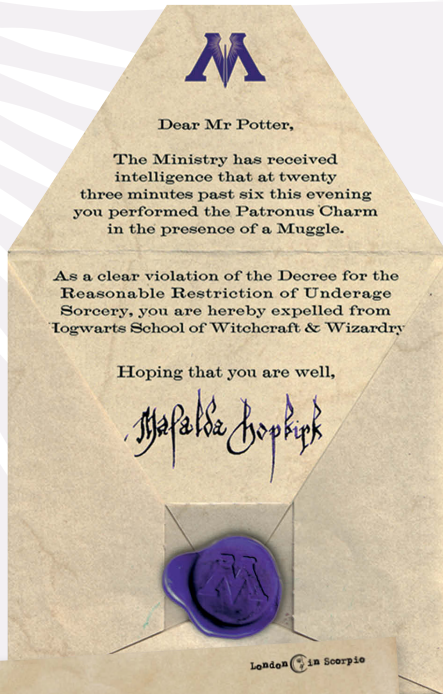 M
Dear Mr Potter,
The Ministry has received
intelligence that at twenty
three minutes past six this evening
you performed the Patronus Charm
in the presence of a Muggle.
As a clear violation of the Decree for the
Reasonable Restriction of Underage
Sorcery, you are hereby expelled from
Hogwarts School of Witchcraft & Wizardry
Hoping that you are well,
Mafalda Hopkirk
M
London in Scorpio